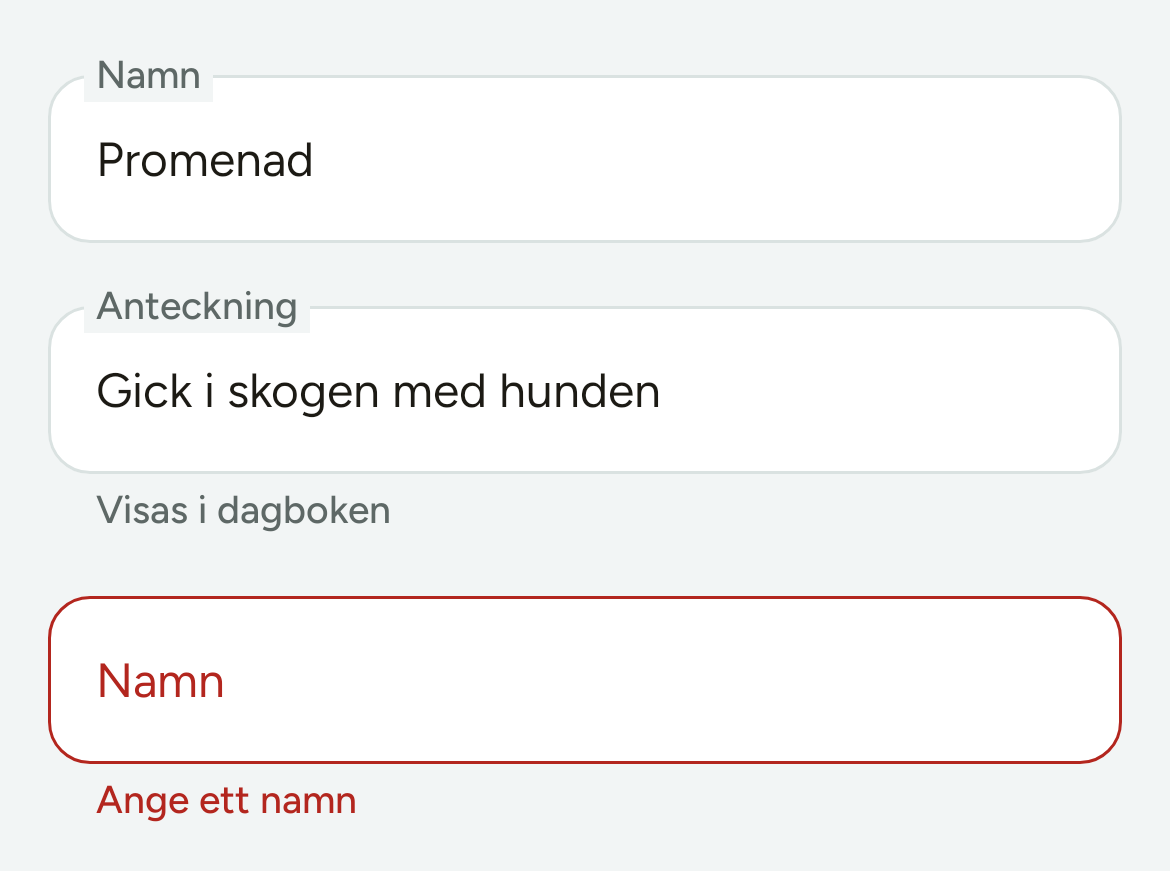 Namn
Promenad
Anteckning
Gick i skogen med hunden
Visas i dagboken
Namn
Ange ett namn